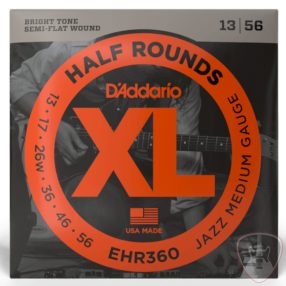 BRIGHT TONE
SEMI-FLAT WOUND
13 | 56
HALF ROUNDS
D'Addario
XL
13 • 17 • 26w • 36 • 46 • 56
JAZZ MEDIUM GAUGE
USA MADE
EHR360